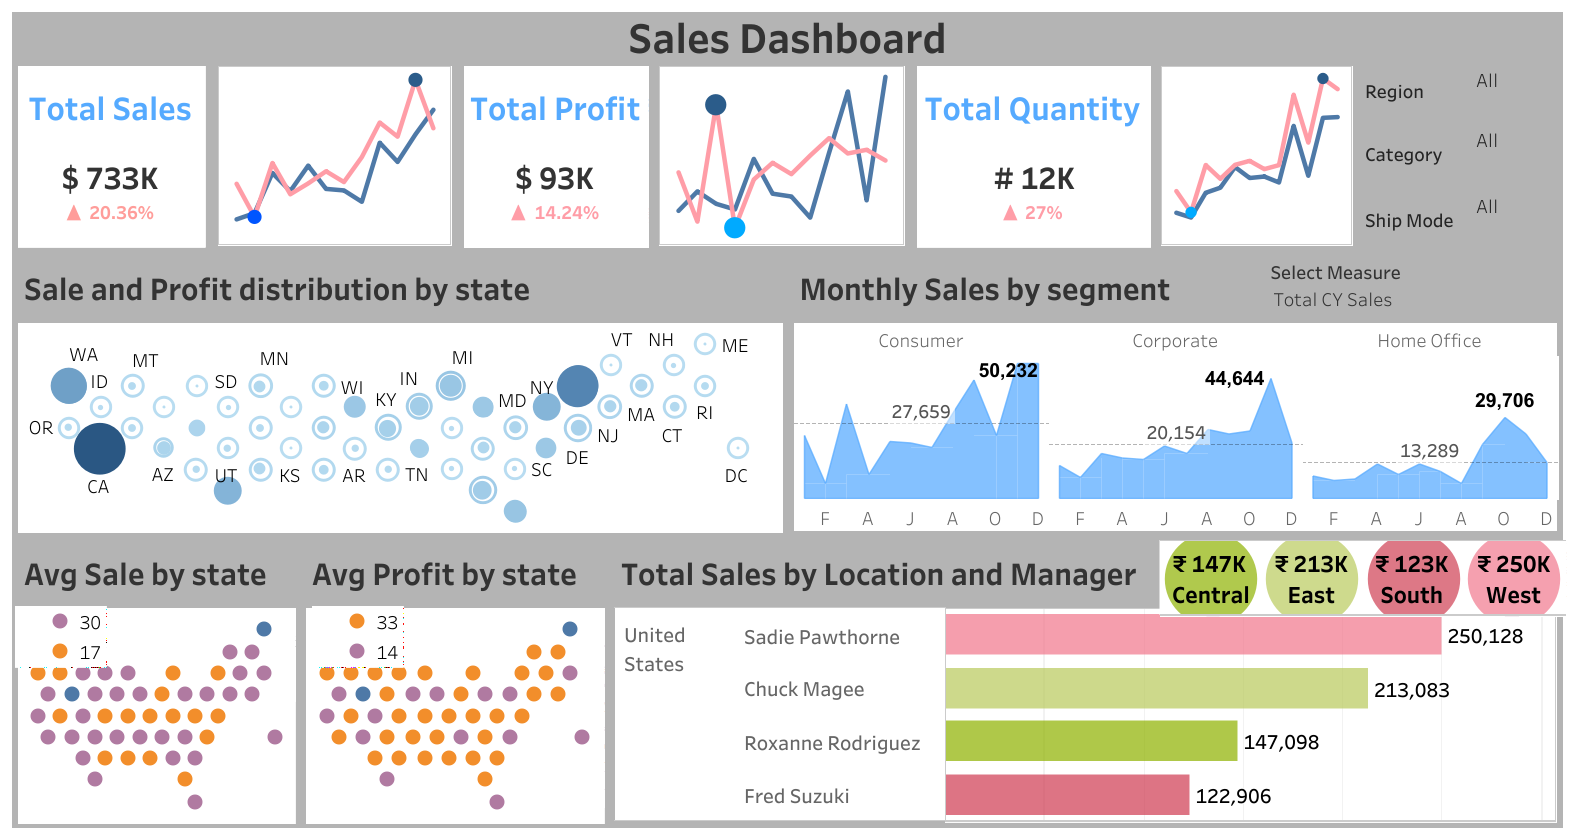 Sales Dashboard
Total Sales
$ 733K
▲ 20.36%
Total Profit
$ 93K
▲ 14.24%
Total Quantity
# 12K
▲ 27%
Region
All
Category
All
Ship Mode
All
Sale and Profit distribution by state
WA
MT
MN
MI
VT
NH
ME
ID
SD
WI
IN
KY
NY
MD
MA
RI
OR
NJ
CT
CA
AZ
UT
KS
AR
TN
SC
DE
DC
Monthly Sales by segment
Select Measure
Total CY Sales
Consumer
Corporate
Home Office
50,232
27,659
44,644
20,154
29,706
13,289
F A J A O D
F A J A O D
F A J A O D
Avg Sale by state
30
17
Avg Profit by state
33
14
Total Sales by Location and Manager
₹ 147K
Central
₹ 213K
East
₹ 123K
South
₹ 250K
West
United
States
Sadie Pawthorne
250,128
Chuck Magee
213,083
Roxanne Rodriguez
147,098
Fred Suzuki
122,906